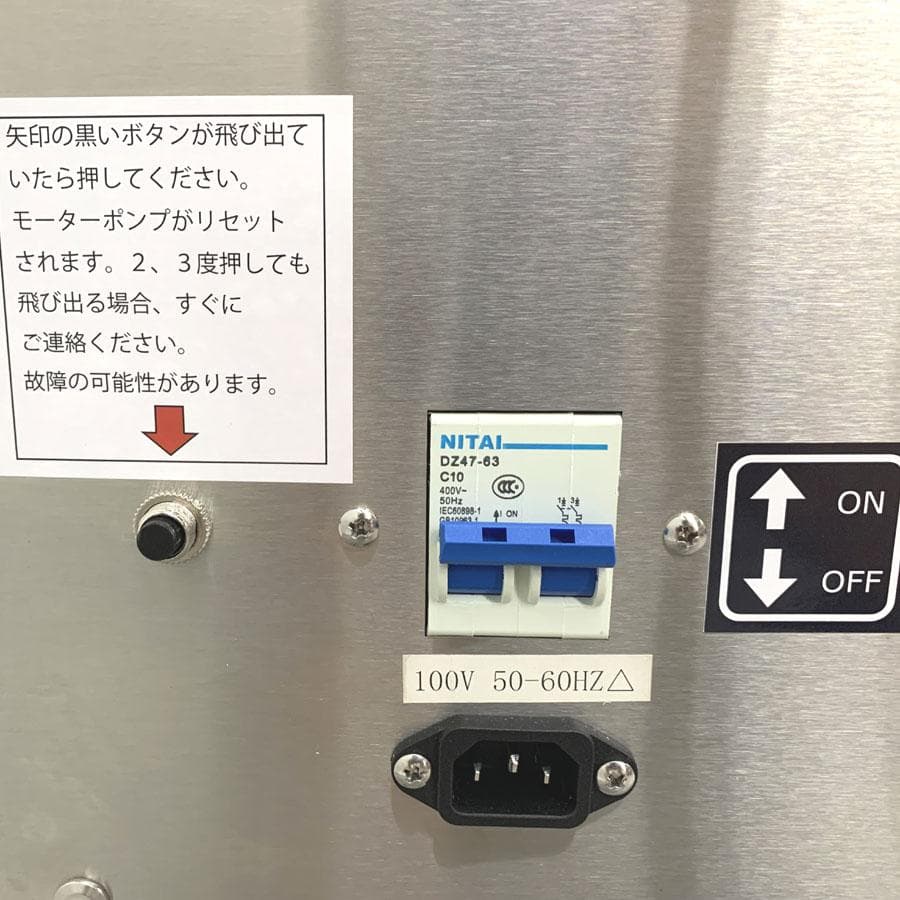 矢印の黒いボタンが飛び出て
いたら押してください。
モーターポンプがリセット
されます。２、３度押しても
飛び出る場合、すぐに
ご連絡ください。
故障の可能性があります。
NITAI
DZ47-63
C10
400V~
50Hz
IEC60898-1
GB10963.1
ON
1 3
ON
OFF
100V 50-60HZ△